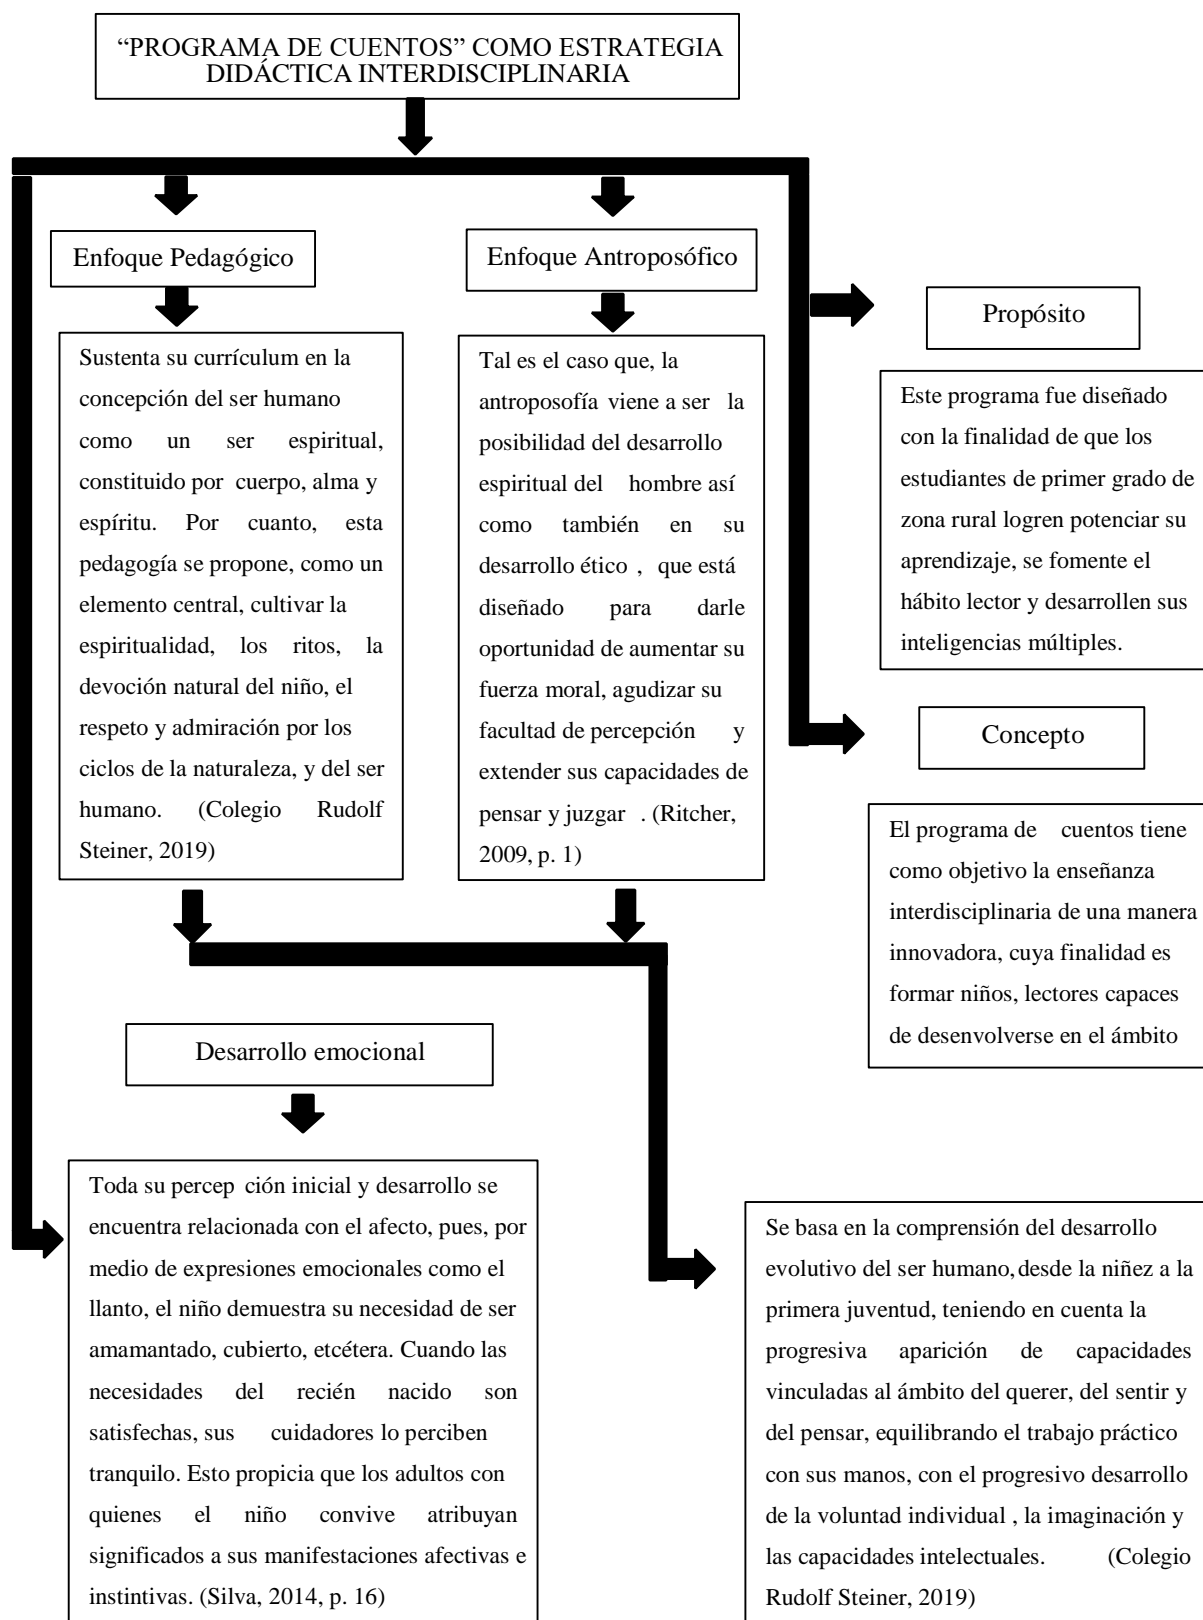 “PROGRAMA DE CUENTOS” COMO ESTRATEGIA
DIDÁCTICA INTERDISCIPLINARIA
Enfoque Pedagógico
Sustenta su currículum en la
concepción del ser humano
como un ser espiritual,
constituido por cuerpo, alma y
espíritu. Por cuanto, esta
pedagogía se propone, como un
elemento central, cultivar la
espiritualidad, los ritos, la
devoción natural del niño, el
respeto y admiración por los
ciclos de la naturaleza, y del ser
humano. (Colegio Rudolf
Steiner, 2019)
Enfoque Antroposófico
Tal es el caso que, la
antroposofía viene a ser la
posibilidad del desarrollo
espiritual del hombre así
como también en su
desarrollo ético , que está
diseñado para darle
oportunidad de aumentar su
fuerza moral, agudizar su
facultad de percepción y
extender sus capacidades de
pensar y juzgar . (Ritcher,
2009, p. 1)
Propósito
Este programa fue diseñado
con la finalidad de que los
estudiantes de primer grado de
zona rural logren potenciar su
aprendizaje, se fomente el
hábito lector y desarrollen sus
inteligencias múltiples.
Concepto
El programa de cuentos tiene
como objetivo la enseñanza
interdisciplinaria de una manera
innovadora, cuya finalidad es
formar niños, lectores capaces
de desenvolverse en el ámbito
Desarrollo emocional
Toda su percep ción inicial y desarrollo se
encuentra relacionada con el afecto, pues, por
medio de expresiones emocionales como el
llanto, el niño demuestra su necesidad de ser
amamantado, cubierto, etcétera. Cuando las
necesidades del recién nacido son
satisfechas, sus cuidadores lo perciben
tranquilo. Esto propicia que los adultos con
quienes el niño convive atribuyan
significados a sus manifestaciones afectivas e
instintivas. (Silva, 2014, p. 16)
Se basa en la comprensión del desarrollo
evolutivo del ser humano, desde la niñez a la
primera juventud, teniendo en cuenta la
progresiva aparición de capacidades
vinculadas al ámbito del querer, del sentir y
del pensar, equilibrando el trabajo práctico
con sus manos, con el progresivo desarrollo
de la voluntad individual , la imaginación y
las capacidades intelectuales. (Colegio
Rudolf Steiner, 2019)